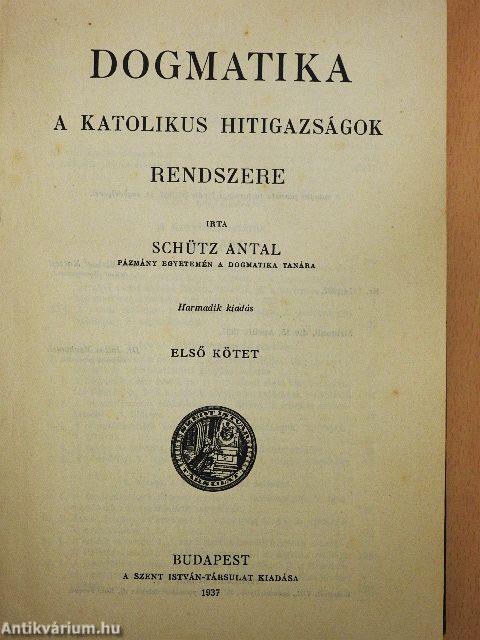 DOGMATIKA
A KATOLIKUS HITIGAZSÁGOK
RENDSZERE
IRTA
SCHÜTZ ANTAL
PÁZMÁNY EGYETEMÉN A DOGMATIKA TANÁRA
Harmadik kiadás
ELSŐ KÖTET
BUDAPEST
A SZENT ISTVÁN-TÁRSULAT KIADÁSA
1937
Antikvárium.hu